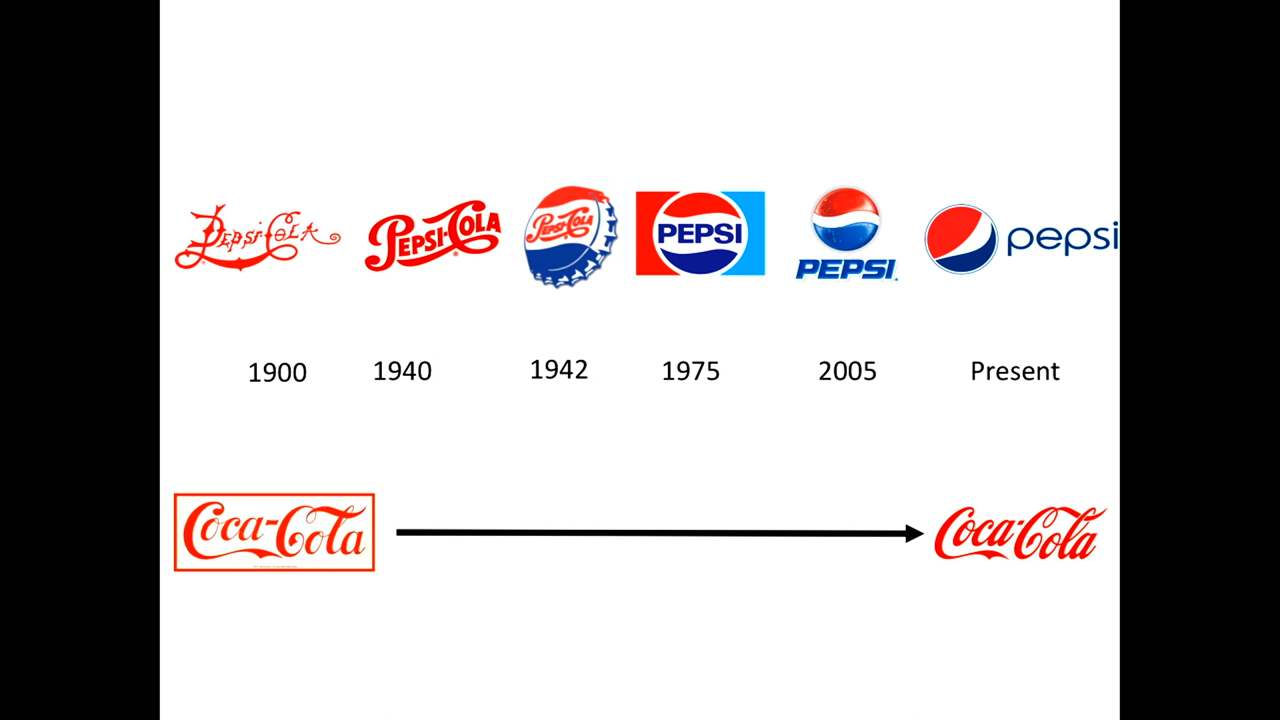 Pepsi-Cola
PEPSI-COLA
PEPSI-COLA
PEPSI
PEPSI
pepsi
1900
1940
1942
1975
2005
Present
Coca-Cola
Coca-Cola